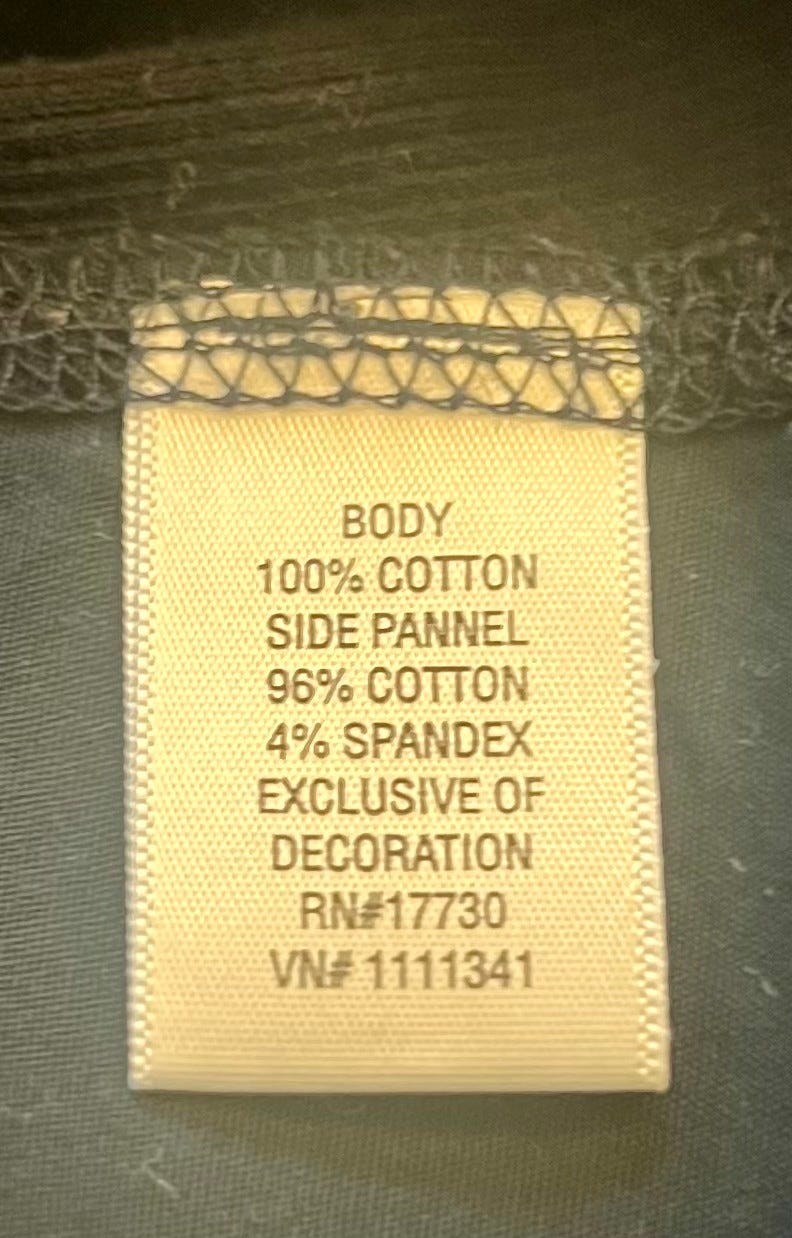 BODY
100% COTTON
SIDE PANNEL
96% COTTON
4% SPANDEX
EXCLUSIVE OF
DECORATION
RN#17730
VN# 1111341